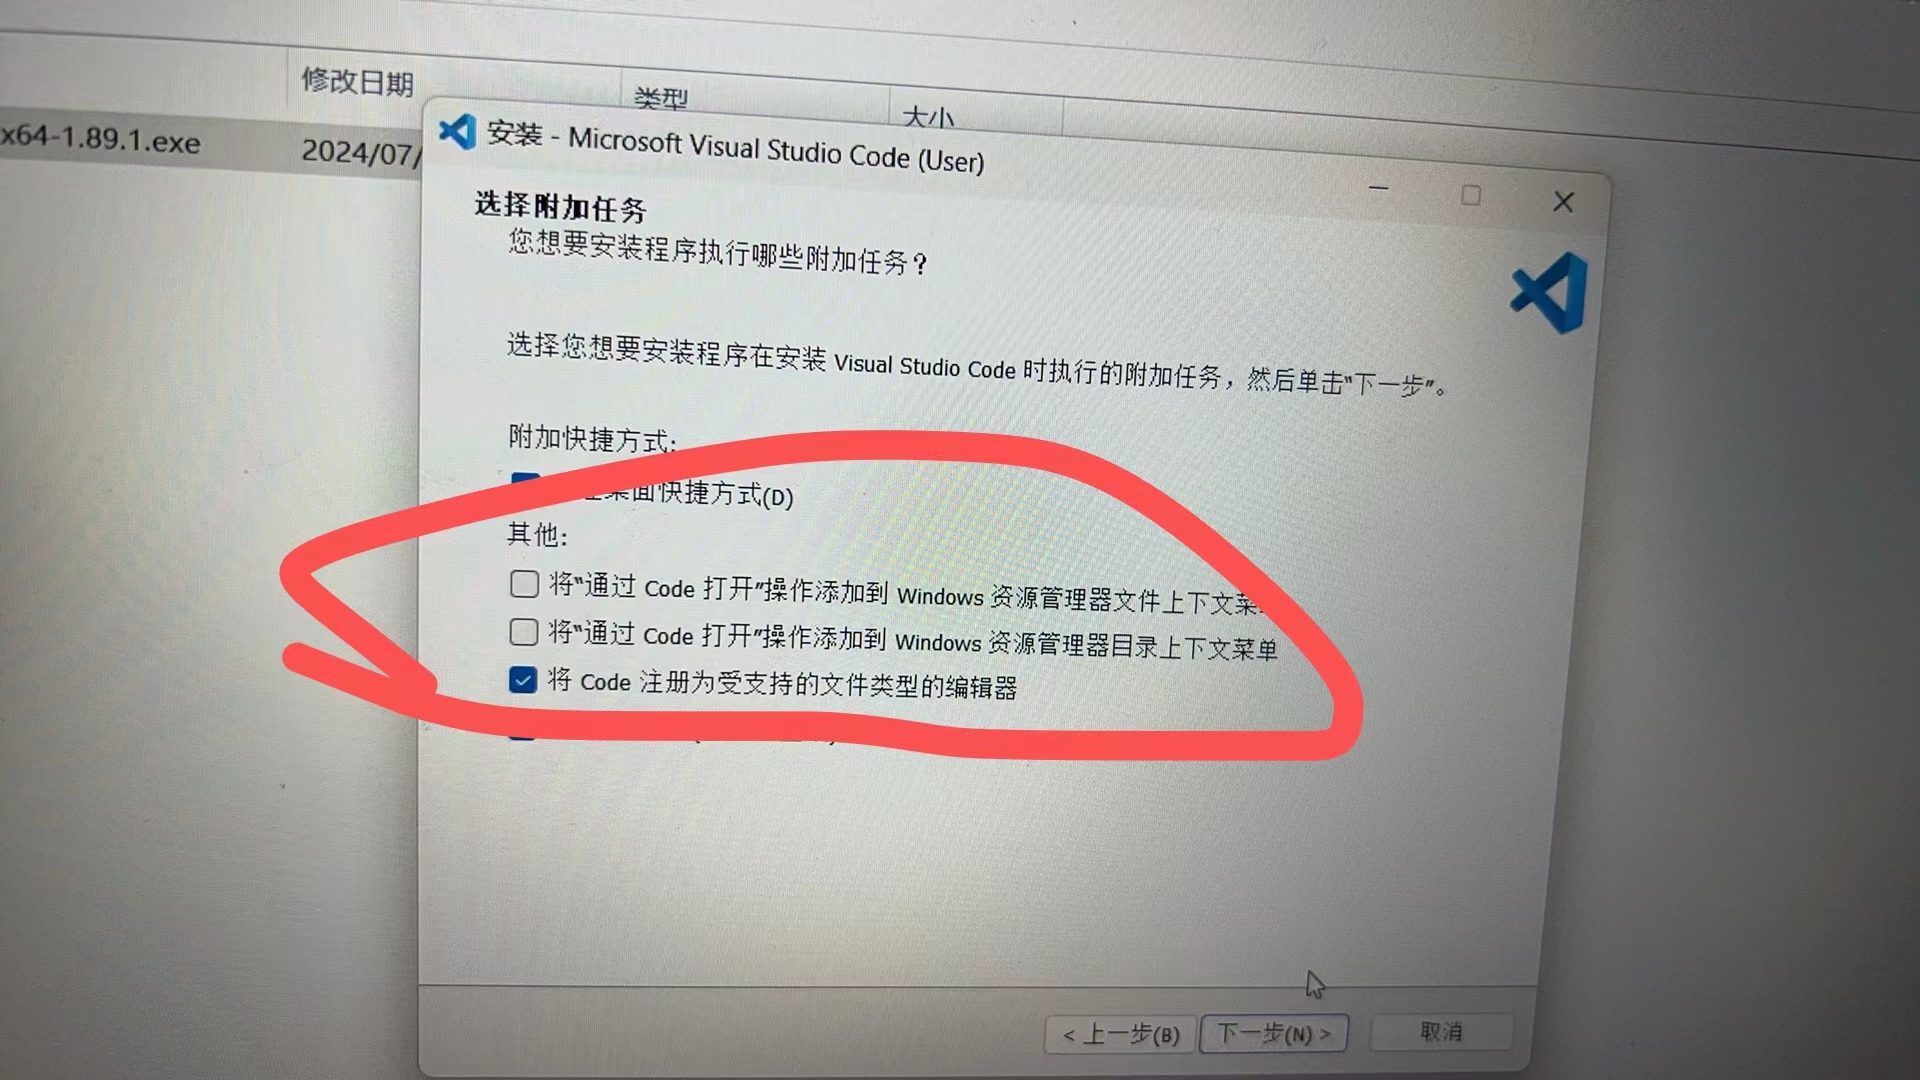 修改日期
类型
大小
x64-1.89.1.exe
2024/07/
安装 - Microsoft Visual Studio Code (User)
选择附加任务
您想要安装程序执行哪些附加任务？
选择您想要安装程序在安装 Visual Studio Code 时执行的附加任务，然后单击“下一步”。
附加快捷方式:
桌面快捷方式(D)
其他:
将“通过 Code 打开”操作添加到 Windows 资源管理器文件上下文菜
将“通过 Code 打开”操作添加到 Windows 资源管理器目录上下文菜单
将 Code 注册为受支持的文件类型的编辑器
< 上一步(B)
下一步(N) >
取消